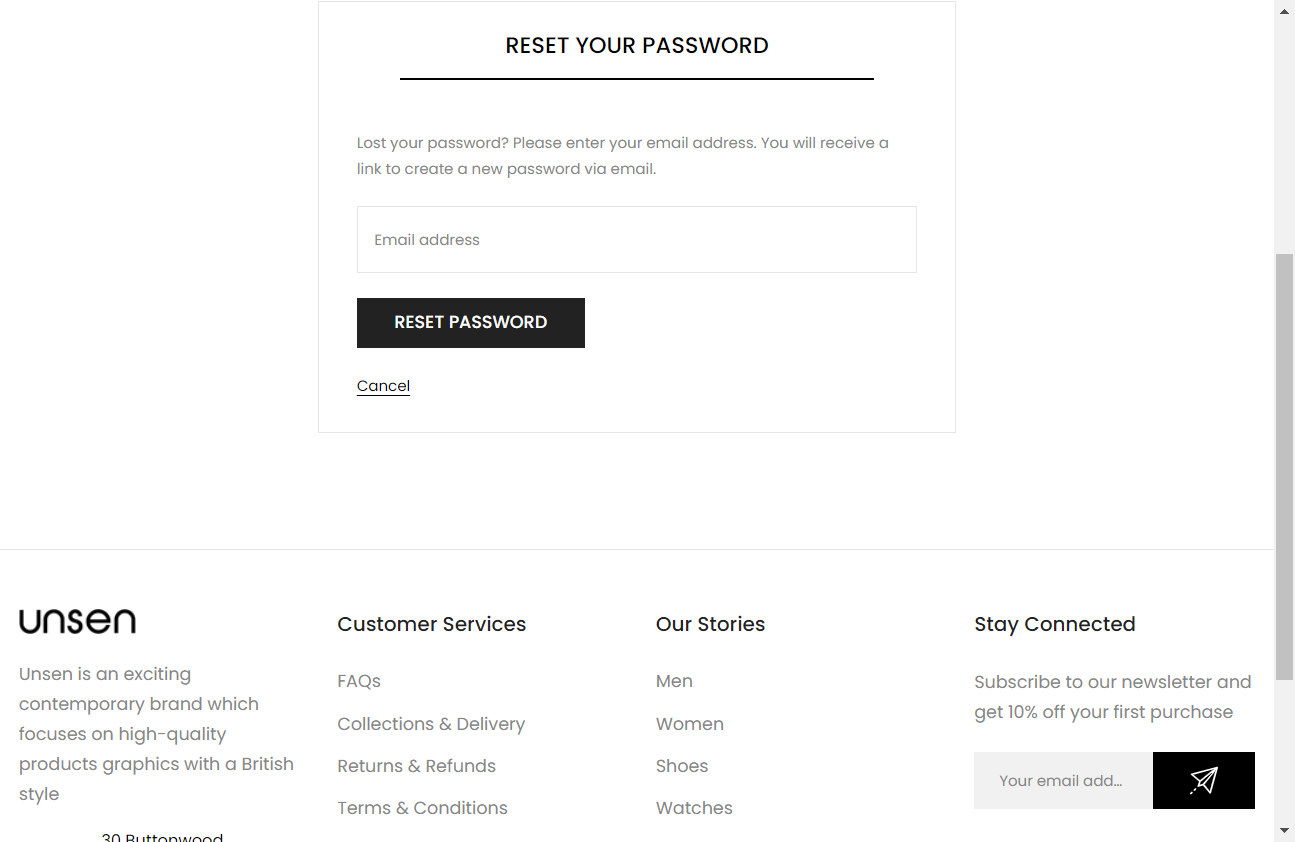 RESET YOUR PASSWORD
Lost your password? Please enter your email address. You will receive a
link to create a new password via email.
Email address
RESET PASSWORD
Cancel
unsen
Unsen is an exciting
contemporary brand which
focuses on high-quality
products graphics with a British
style
30 Buttonwood
Customer Services
FAQs
Collections & Delivery
Returns & Refunds
Terms & Conditions
Our Stories
Men
Women
Shoes
Watches
Stay Connected
Subscribe to our newsletter and
get 10% off your first purchase
Your email add...